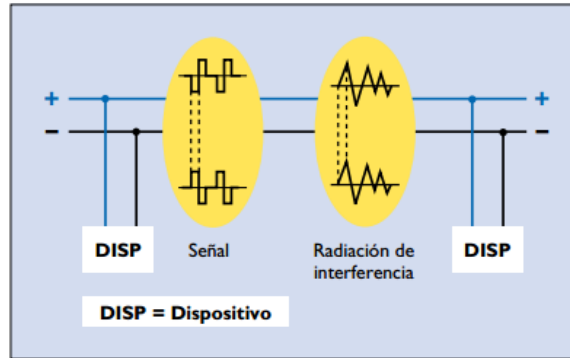 + +
− −
DISP Señal Radiación de DISP
interferencia
DISP = Dispositivo